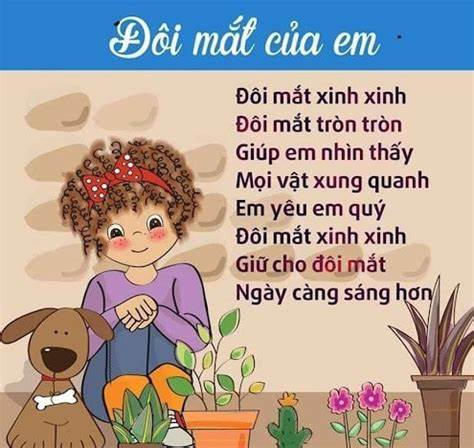 Đôi mắt của em
Đôi mắt xinh xinh
Đôi mắt tròn tròn
Giúp em nhìn thấy
Mọi vật xung quanh
Em yêu em quý
Đôi mắt xinh xinh
Giữ cho đôi mắt
Ngày càng sáng hơn